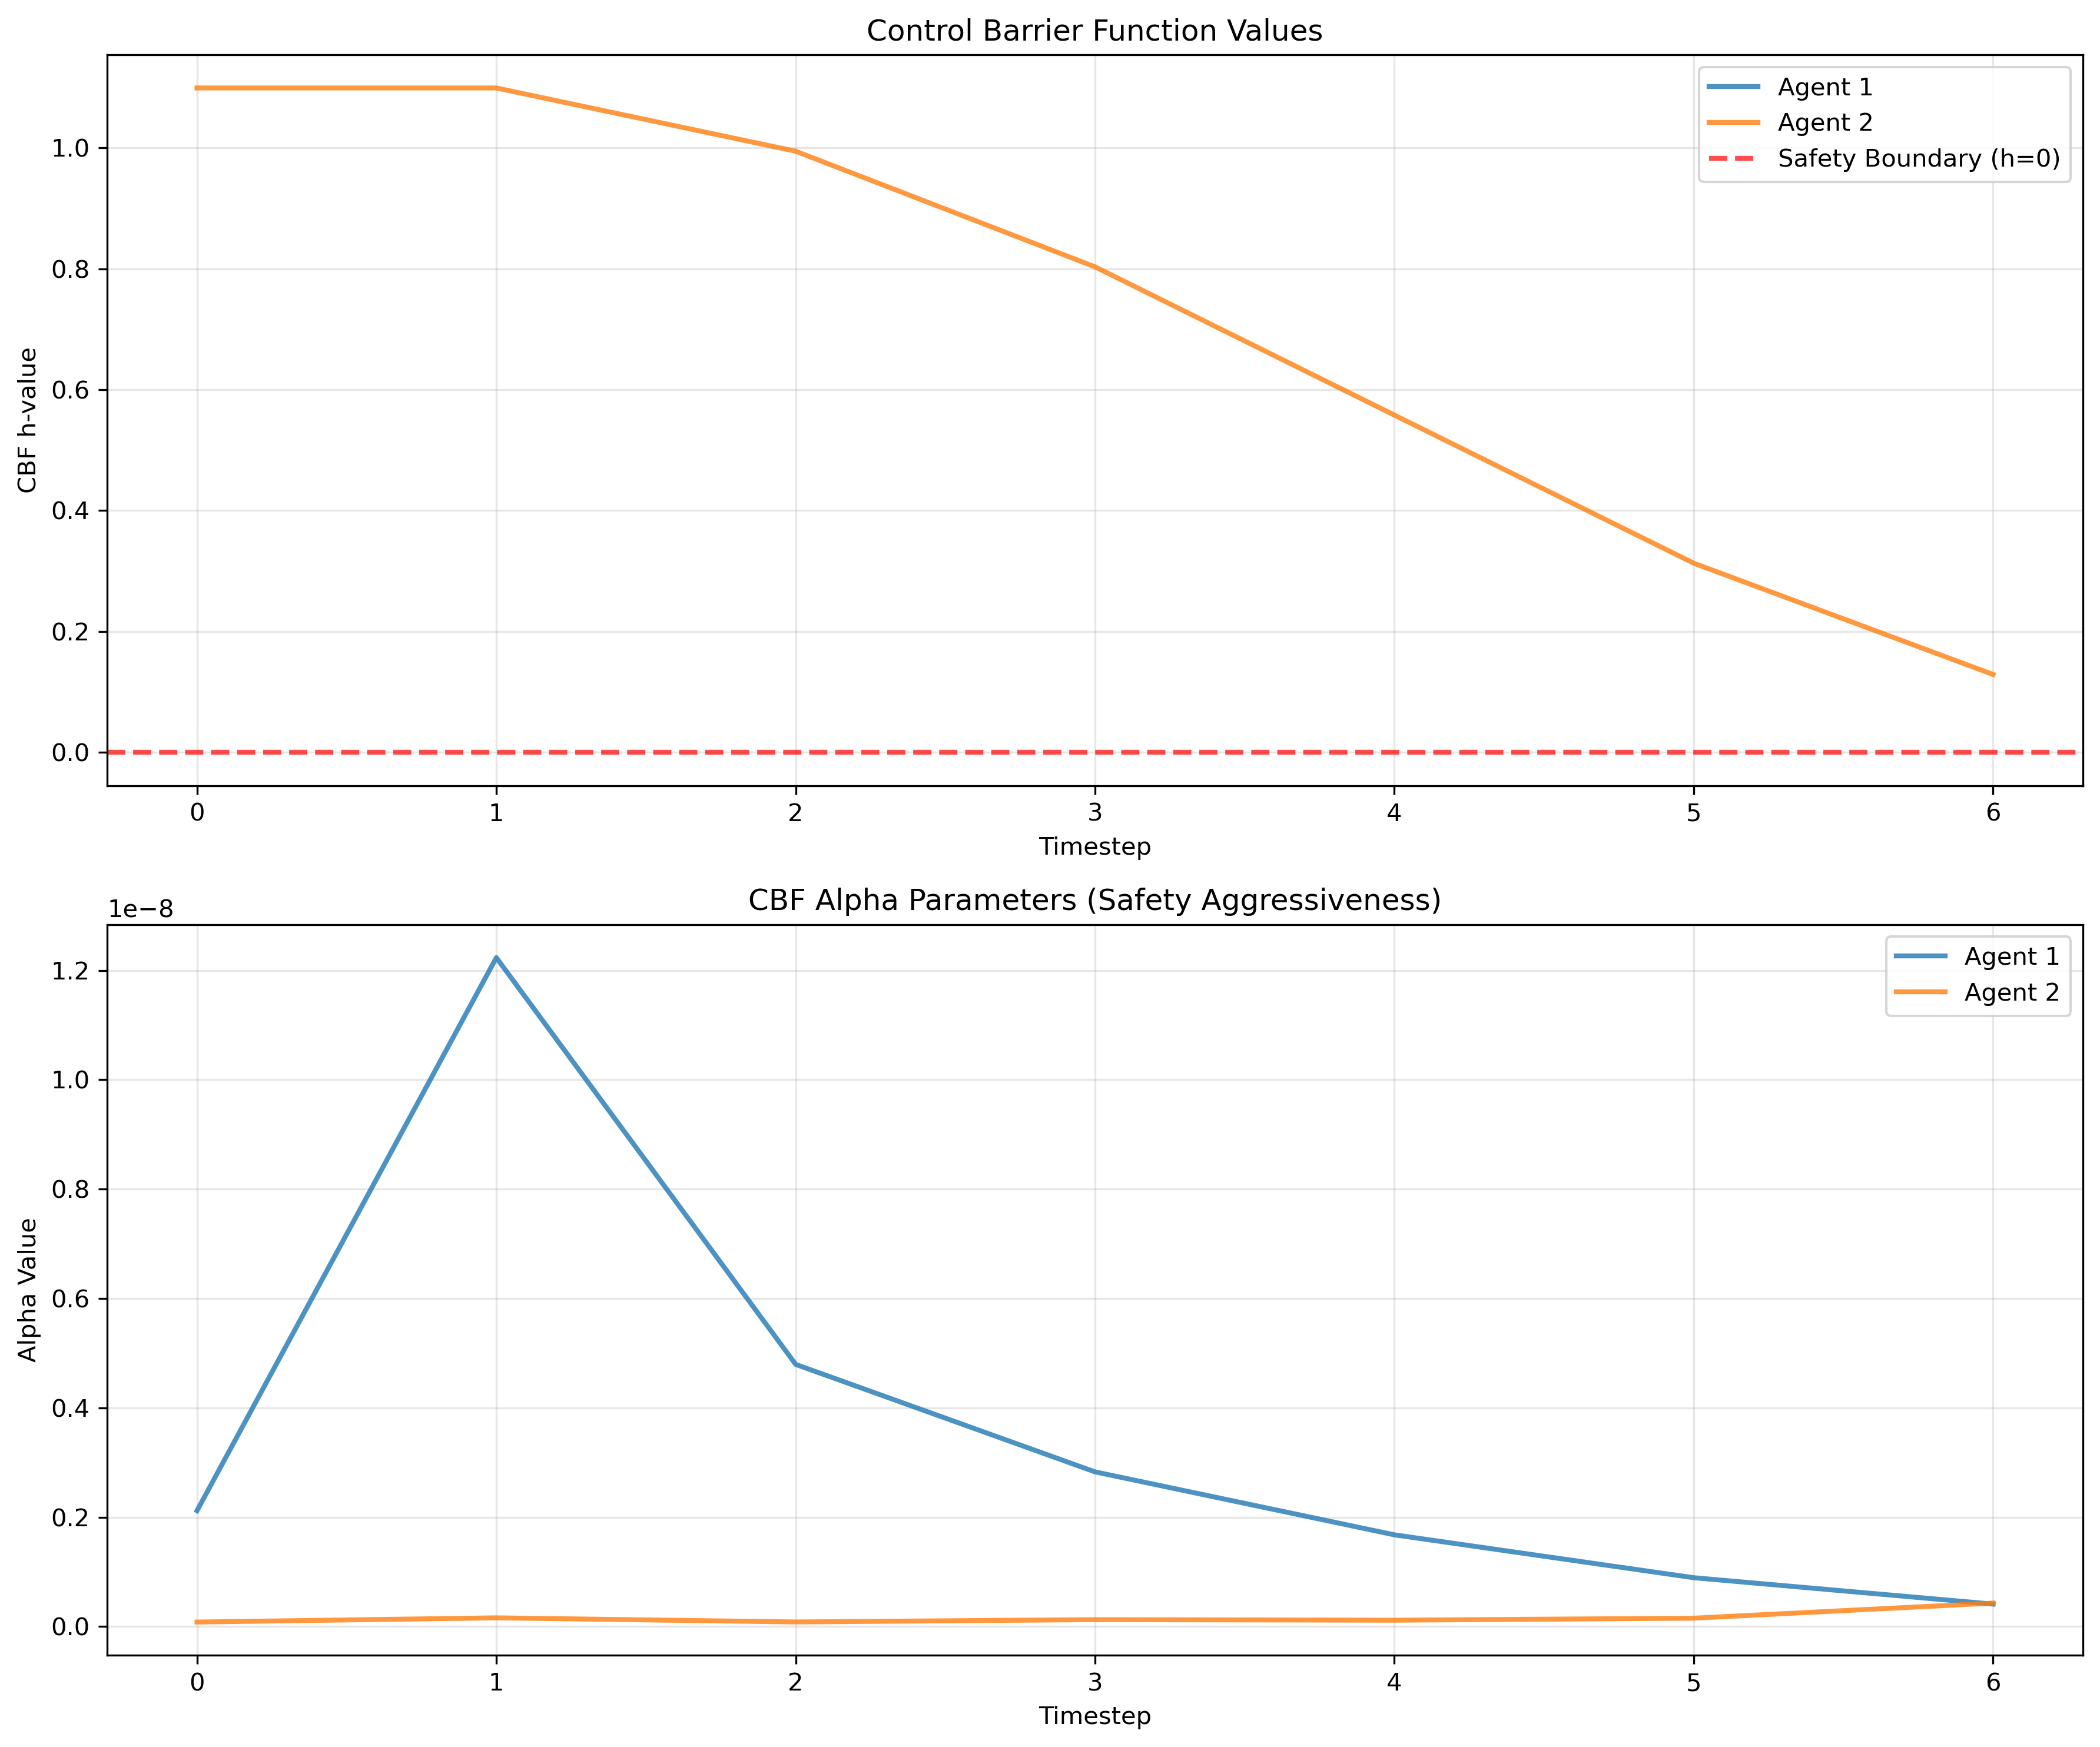 Control Barrier Function Values
Agent 1
Agent 2
Safety Boundary (h=0)
CBF h-value
1.0
0.8
0.6
0.4
0.2
0.0
0 1 2 3 4 5 6
Timestep
CBF Alpha Parameters (Safety Aggressiveness)
1e−8
Agent 1
Agent 2
Alpha Value
1.2
1.0
0.8
0.6
0.4
0.2
0.0
0 1 2 3 4 5 6
Timestep